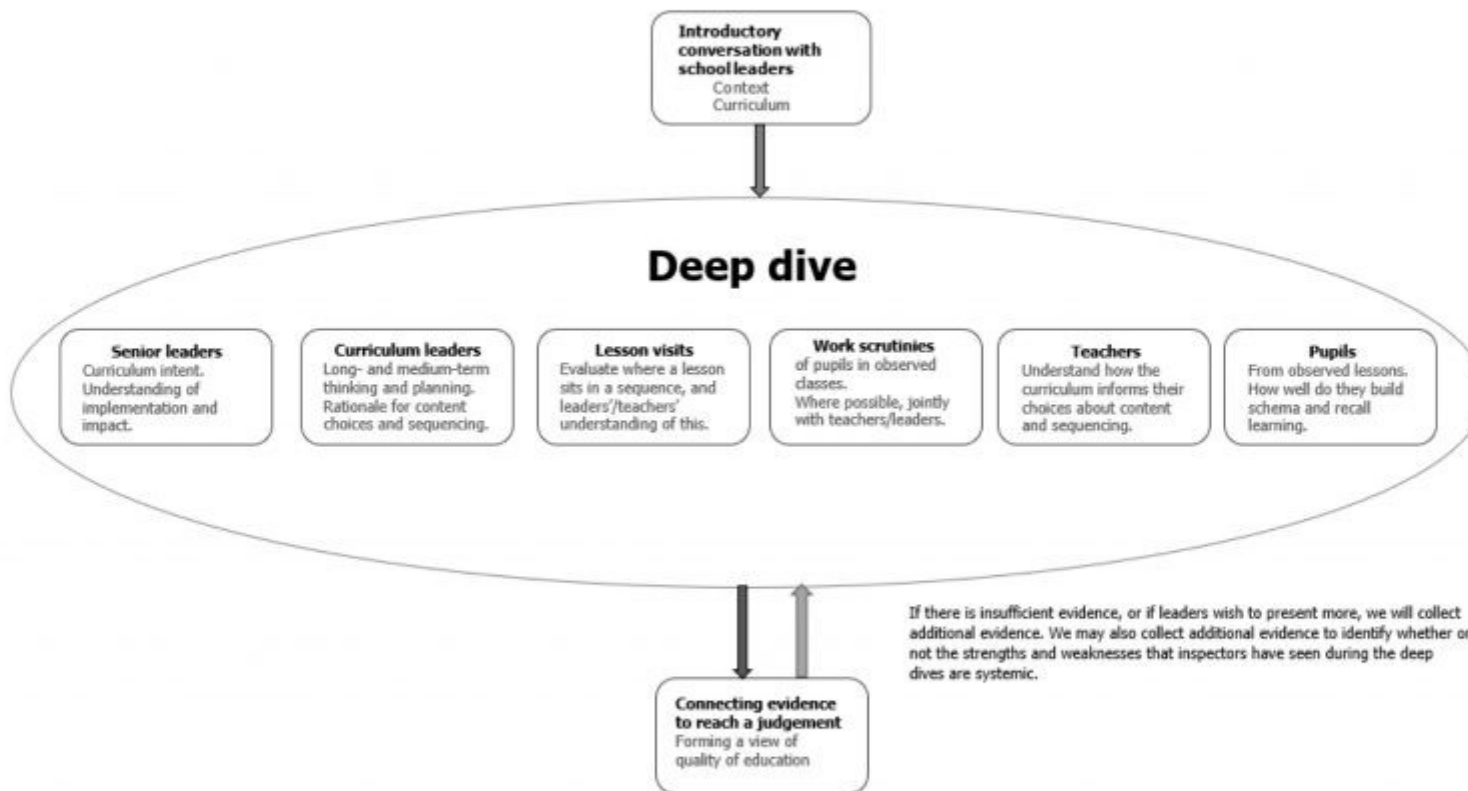 Introductory
conversation with
school leaders
Context
Curriculum
Deep dive
Senior leaders
Curriculum intent.
Understanding of
implementation and
impact.
Curriculum leaders
Long- and medium-term
thinking and planning.
Rationale for content
choices and sequencing.
Lesson visits
Evaluate where a lesson
sits in a sequence, and
leaders'/teachers'
understanding of this.
Work scrutinies
of pupils in observed
classes.
Where possible, jointly
with teachers/leaders.
Teachers
Understand how the
curriculum informs their
choices about content
and sequencing.
Pupils
From observed lessons.
How well do they build
schema and recall
learning.
If there is insufficient evidence, or if leaders wish to present more, we will collect
additional evidence. We may also collect additional evidence to identify whether or
not the strengths and weaknesses that inspectors have seen during the deep
dives are systemic.
Connecting evidence
to reach a judgement
Forming a view of
quality of education